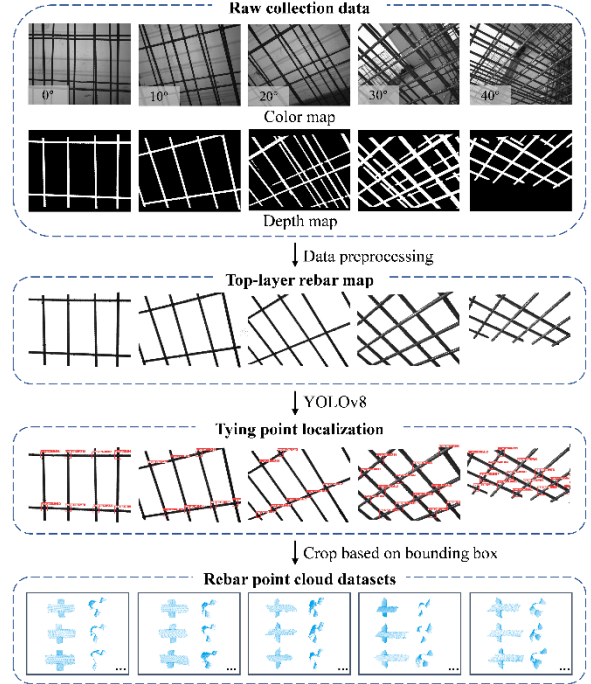 Raw collection data
0° 10° 20° 30° 40°
Color map
Depth map
Data preprocessing
Top-layer rebar map
YOLOv8
Tying point localization
Crop based on bounding box
Rebar point cloud datasets
... ... ... ... ...